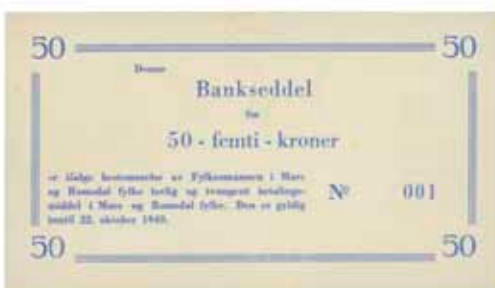 50 50
Denne
Bankseddel
for
50 - femti - kroner
er ifølge bestemmelse av Fylkesmannen i Møre
og Romsdal fylke lovlig og tvungent betalings-
middel i Møre og Romsdal fylke. Den er gyldig
inntil 22. oktober 1940.
Nº 001
50 50